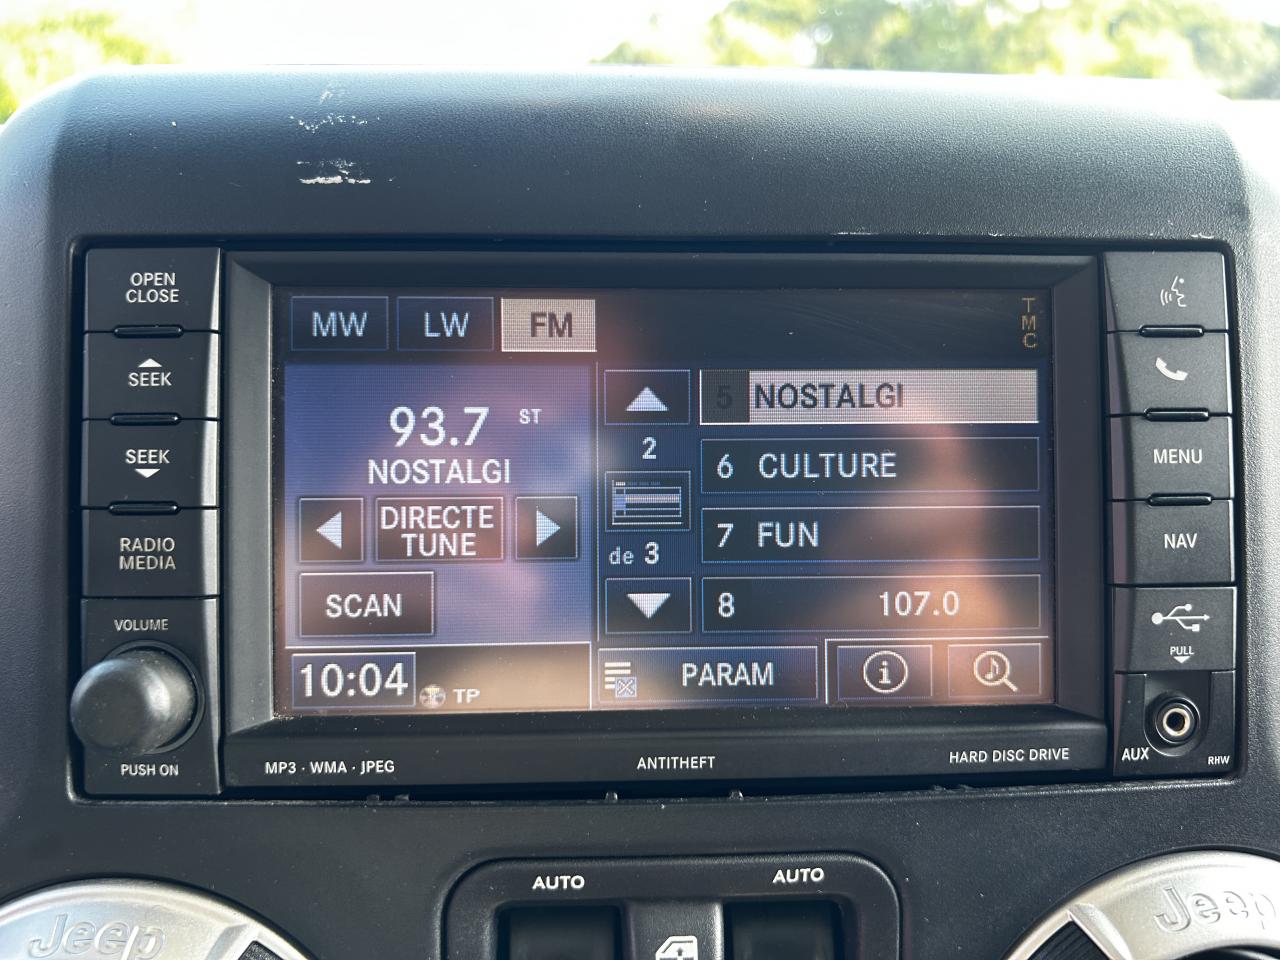 OPEN
CLOSE
SEEK
SEEK
RADIO
MEDIA
VOLUME
PUSH ON
MW
LW
FM
TMC
93.7 ST
NOSTALGI
DIRECTE
TUNE
SCAN
10:04
TP
2
de 3
5 NOSTALGI
6 CULTURE
7 FUN
8 107.0
PARAM
i
MENU
NAV
PULL
AUX
RHW
MP3 · WMA · JPEG
ANTITHEFT
HARD DISC DRIVE
AUTO
AUTO
Jeep
Jeep